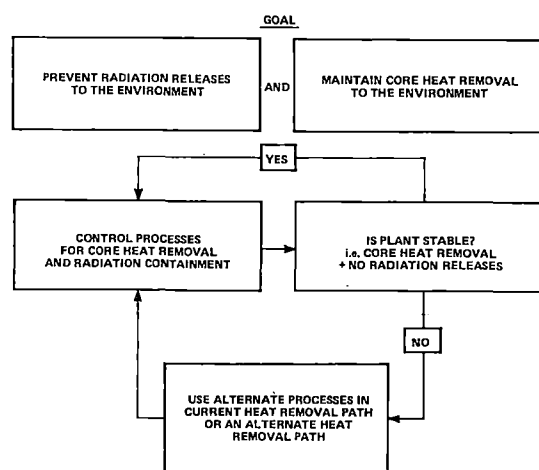 GOAL
PREVENT RADIATION RELEASES
TO THE ENVIRONMENT
AND
MAINTAIN CORE HEAT REMOVAL
TO THE ENVIRONMENT
YES
CONTROL PROCESSES
FOR CORE HEAT REMOVAL
AND RADIATION CONTAINMENT
IS PLANT STABLE?
i.e. CORE HEAT REMOVAL
+ NO RADIATION RELEASES
NO
USE ALTERNATE PROCESSES IN
CURRENT HEAT REMOVAL PATH
OR AN ALTERNATE HEAT
REMOVAL PATH